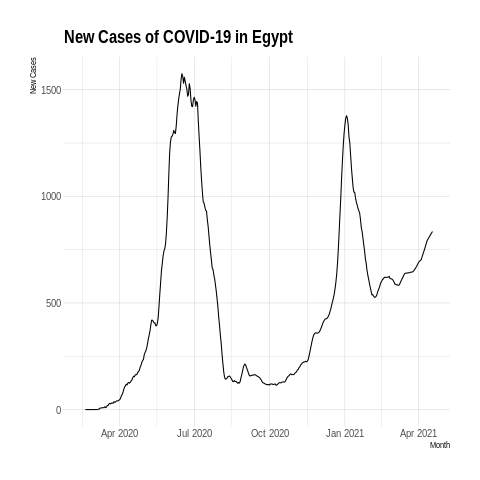 New Cases of COVID-19 in Egypt
New Cases
1500
1000
500
0
Apr 2020 Jul 2020 Oct 2020 Jan 2021 Apr 2021
Month